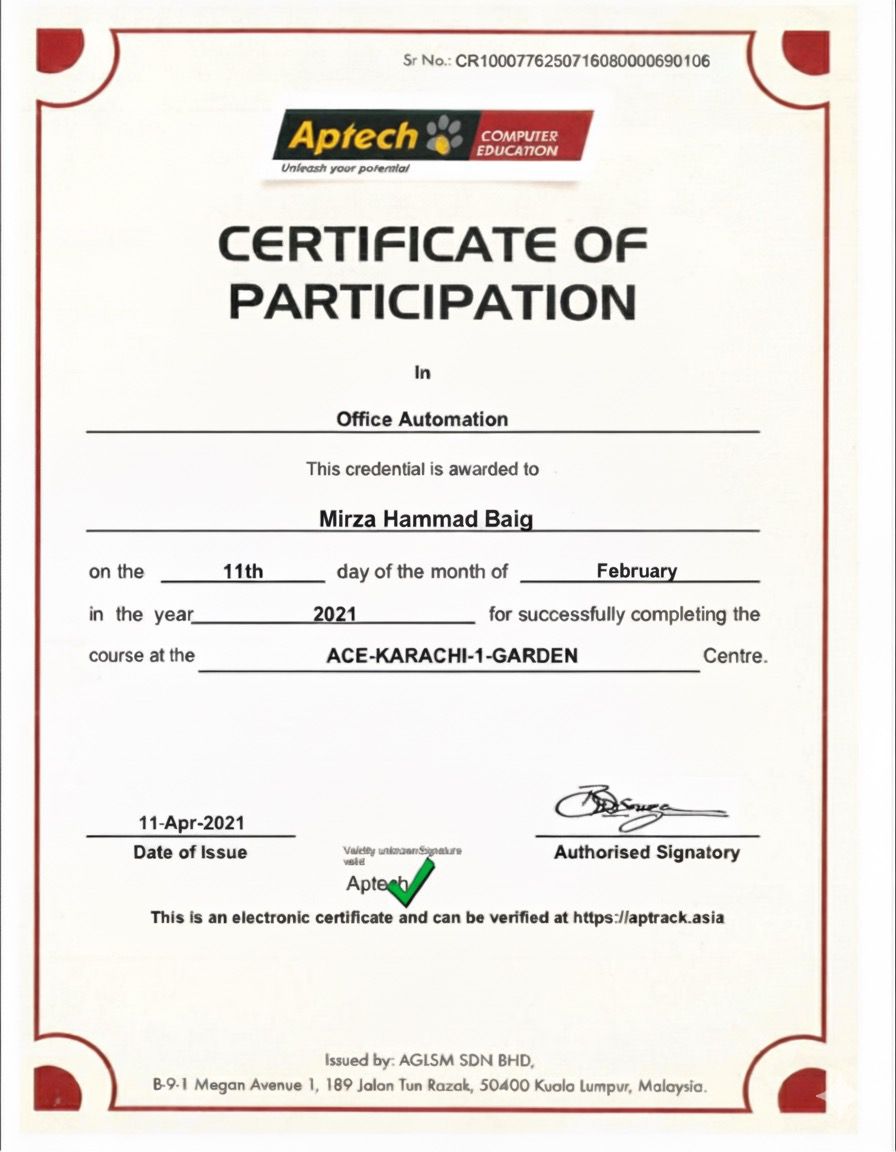 Sr No.: CR1000776250716080000690106
Aptech COMPUTER EDUCATION
Unleash your potential
CERTIFICATE OF
PARTICIPATION
In
Office Automation
This credential is awarded to
Mirza Hammad Baig
on the 11th day of the month of February
in the year 2021 for successfully completing the
course at the ACE-KARACHI-1-GARDEN Centre.
11-Apr-2021
Date of Issue
Authorised Signatory
Validity unknown Signature
valid
Aptech
This is an electronic certificate and can be verified at https://aptrack.asia
Issued by: AGLSM SDN BHD,
B-9-1 Megan Avenue 1, 189 Jalan Tun Razak, 50400 Kuala Lumpur, Malaysia.